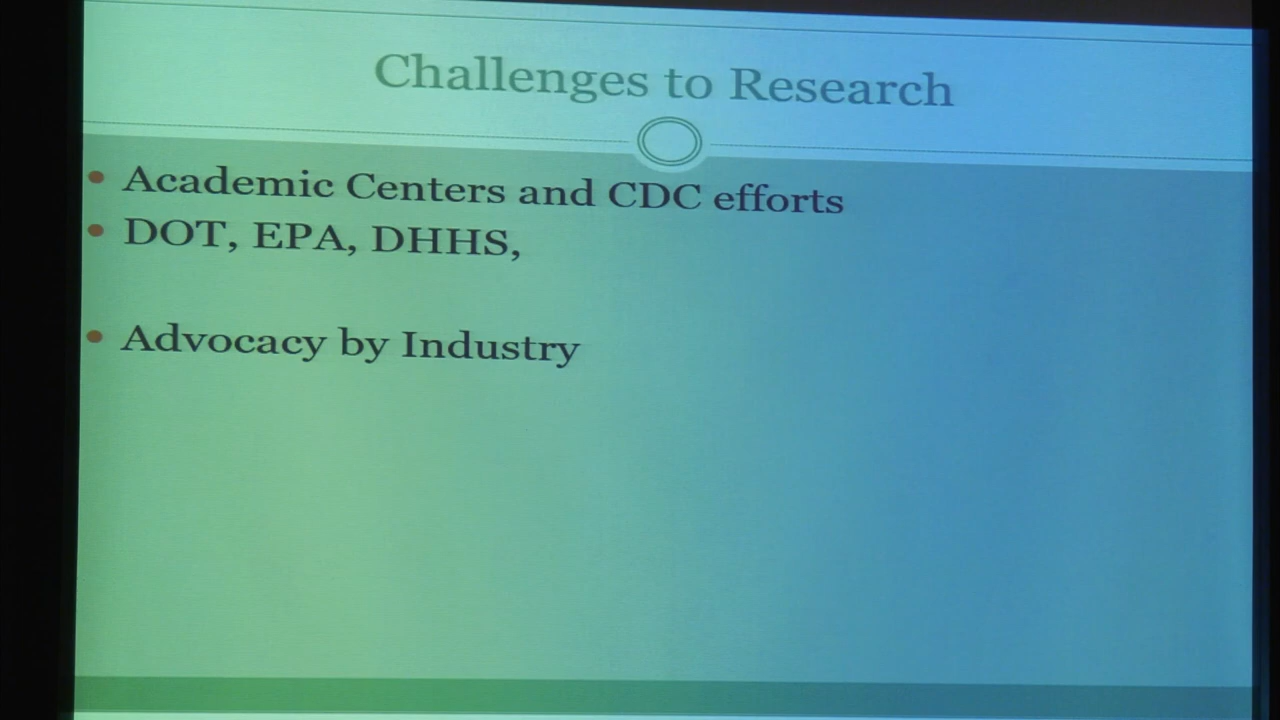 Challenges to Research
• Academic Centers and CDC efforts
• DOT, EPA, DHHS,
• Advocacy by Industry